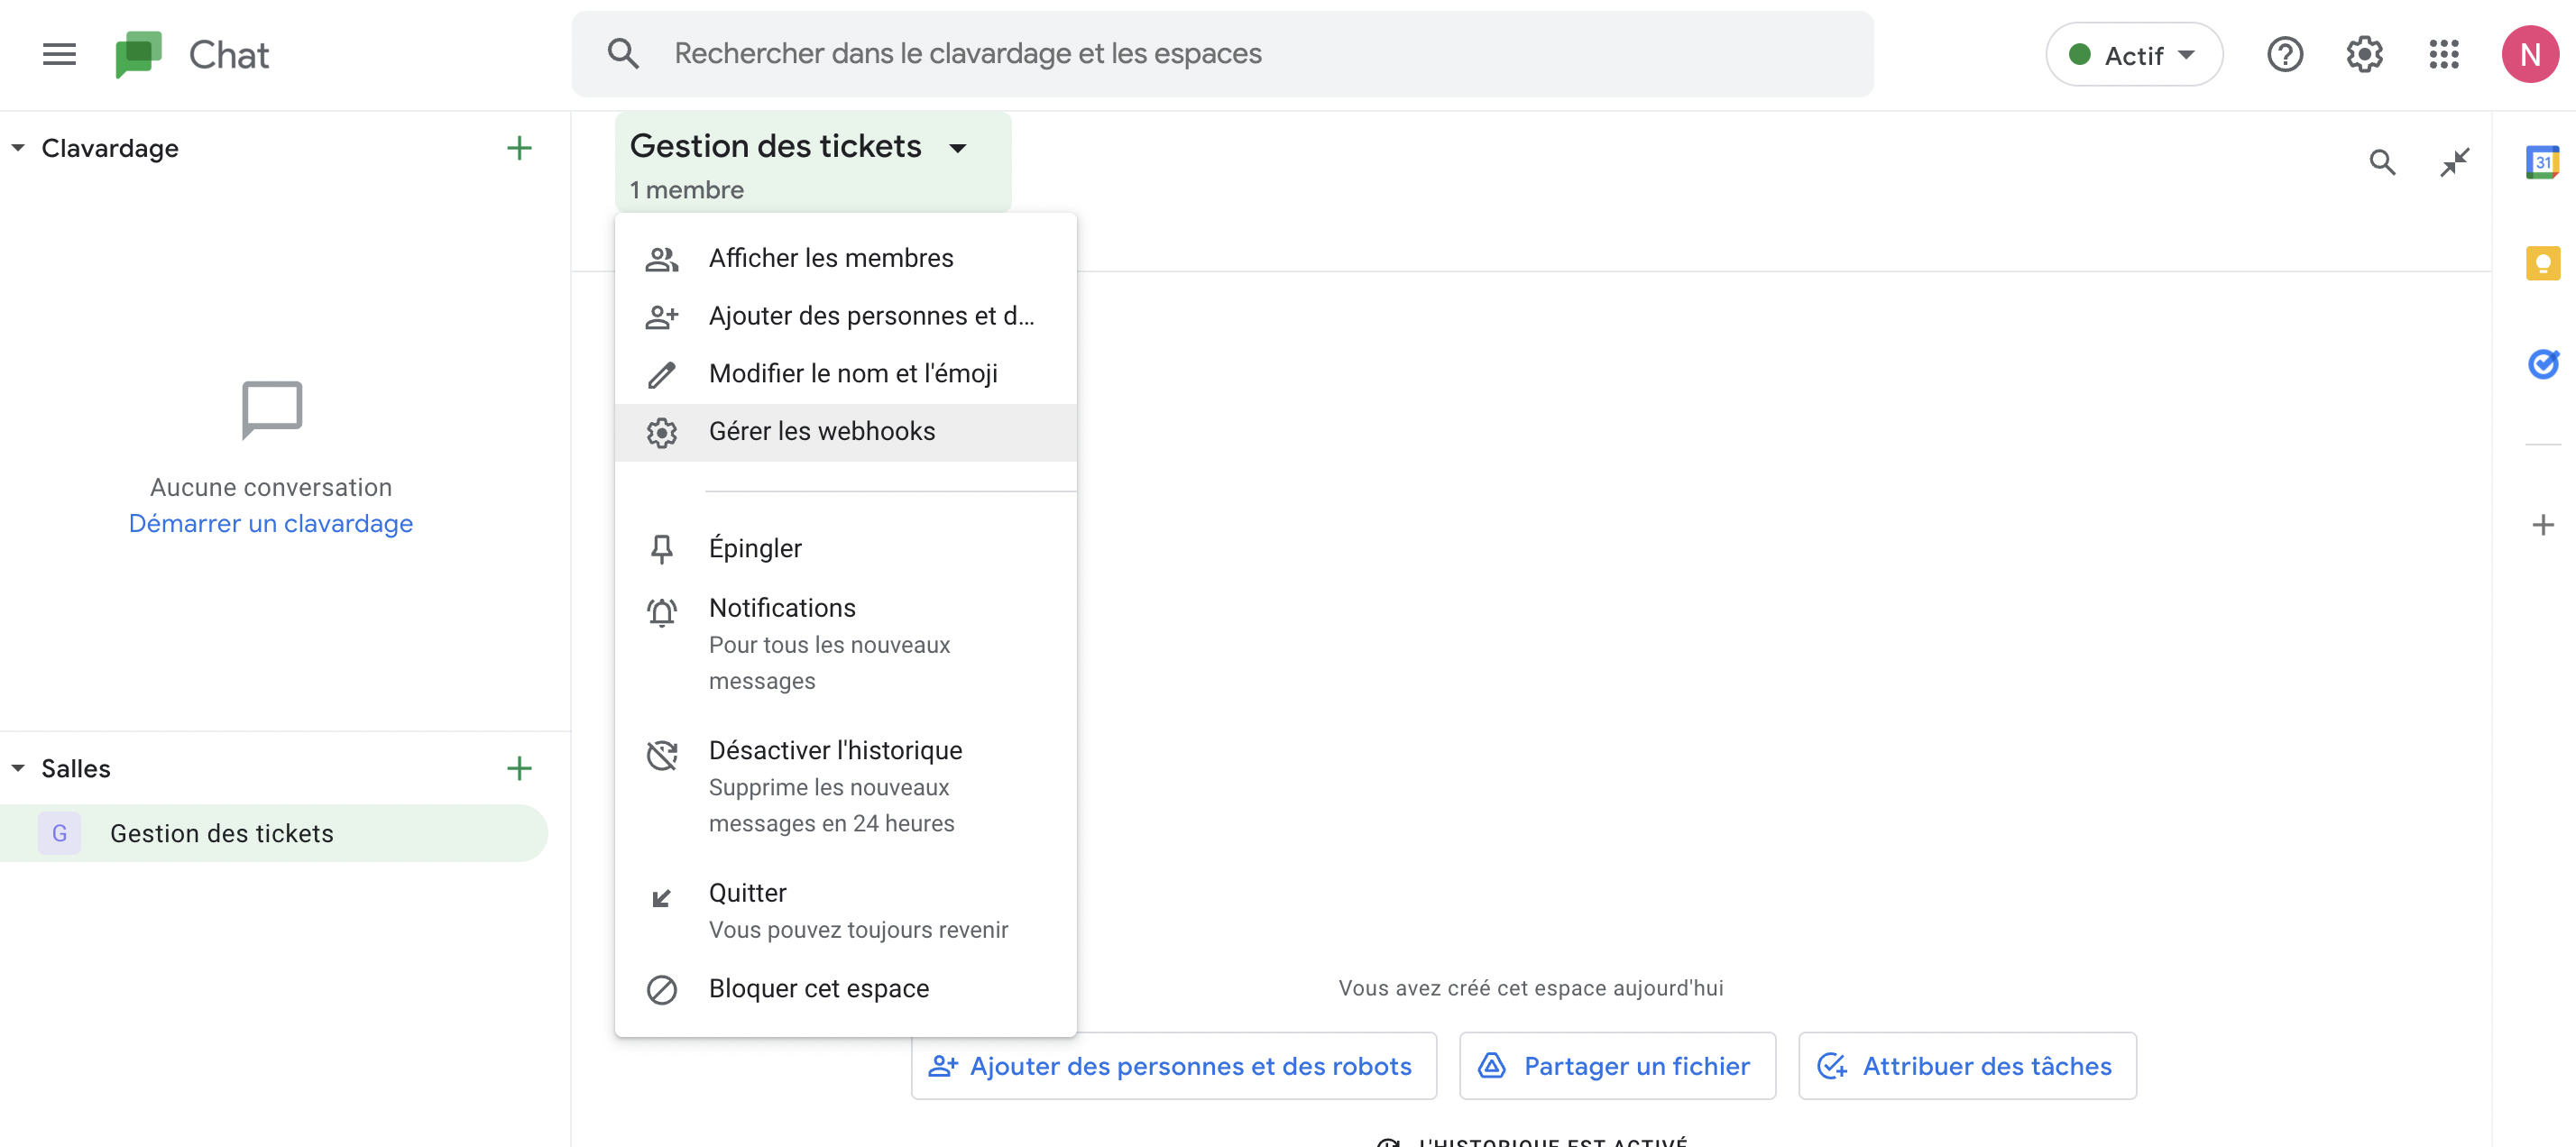 Chat
Rechercher dans le clavardage et les espaces
Actif
N
Clavardage
Gestion des tickets
1 membre
31
Afficher les membres
Ajouter des personnes et d...
Modifier le nom et l'émoji
Gérer les webhooks
Aucune conversation
Démarrer un clavardage
Épingler
Notifications
Pour tous les nouveaux
messages
Désactiver l'historique
Supprime les nouveaux
messages en 24 heures
Salles
G Gestion des tickets
Quitter
Vous pouvez toujours revenir
Bloquer cet espace
Vous avez créé cet espace aujourd'hui
Ajouter des personnes et des robots
Partager un fichier
Attribuer des tâches
L'HISTORIQUE EST ACTIVÉ